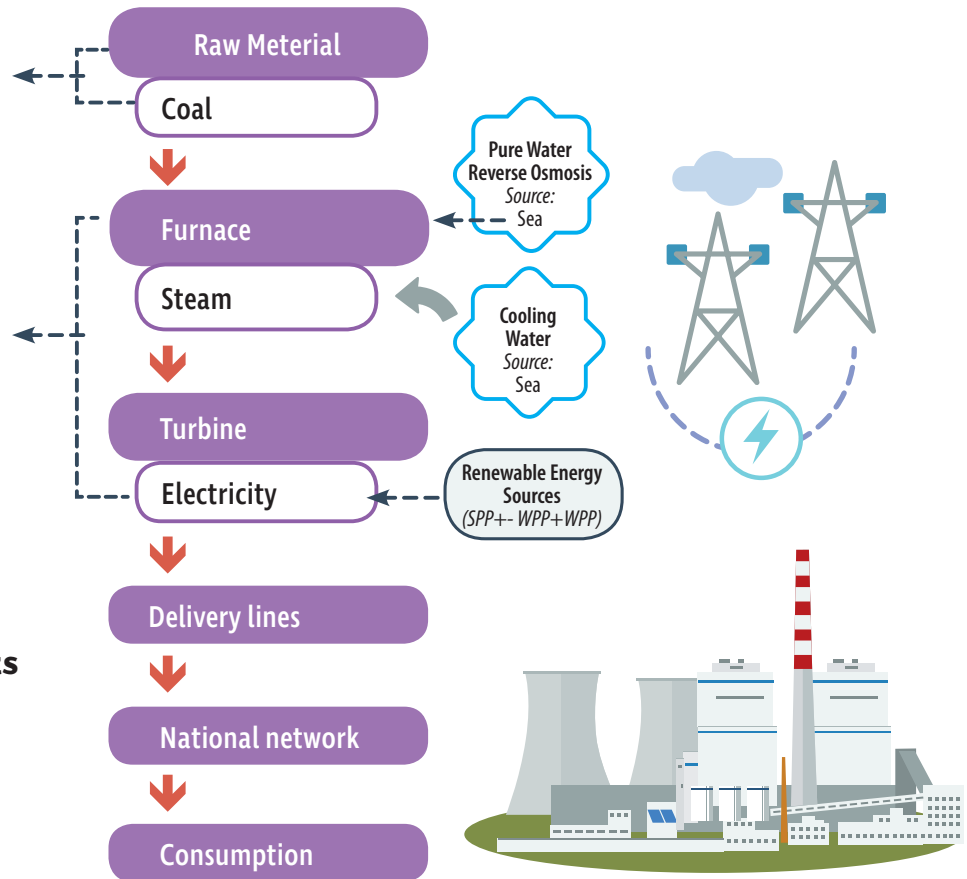 Raw Meterial
Coal
Pure Water
Reverse Osmosis
Source:
Sea
Furnace
Steam
Cooling
Water
Source:
Sea
Turbine
Electricity
Renewable Energy
Sources
(SPP+- WPP+WPP)
Delivery lines
National network
Consumption